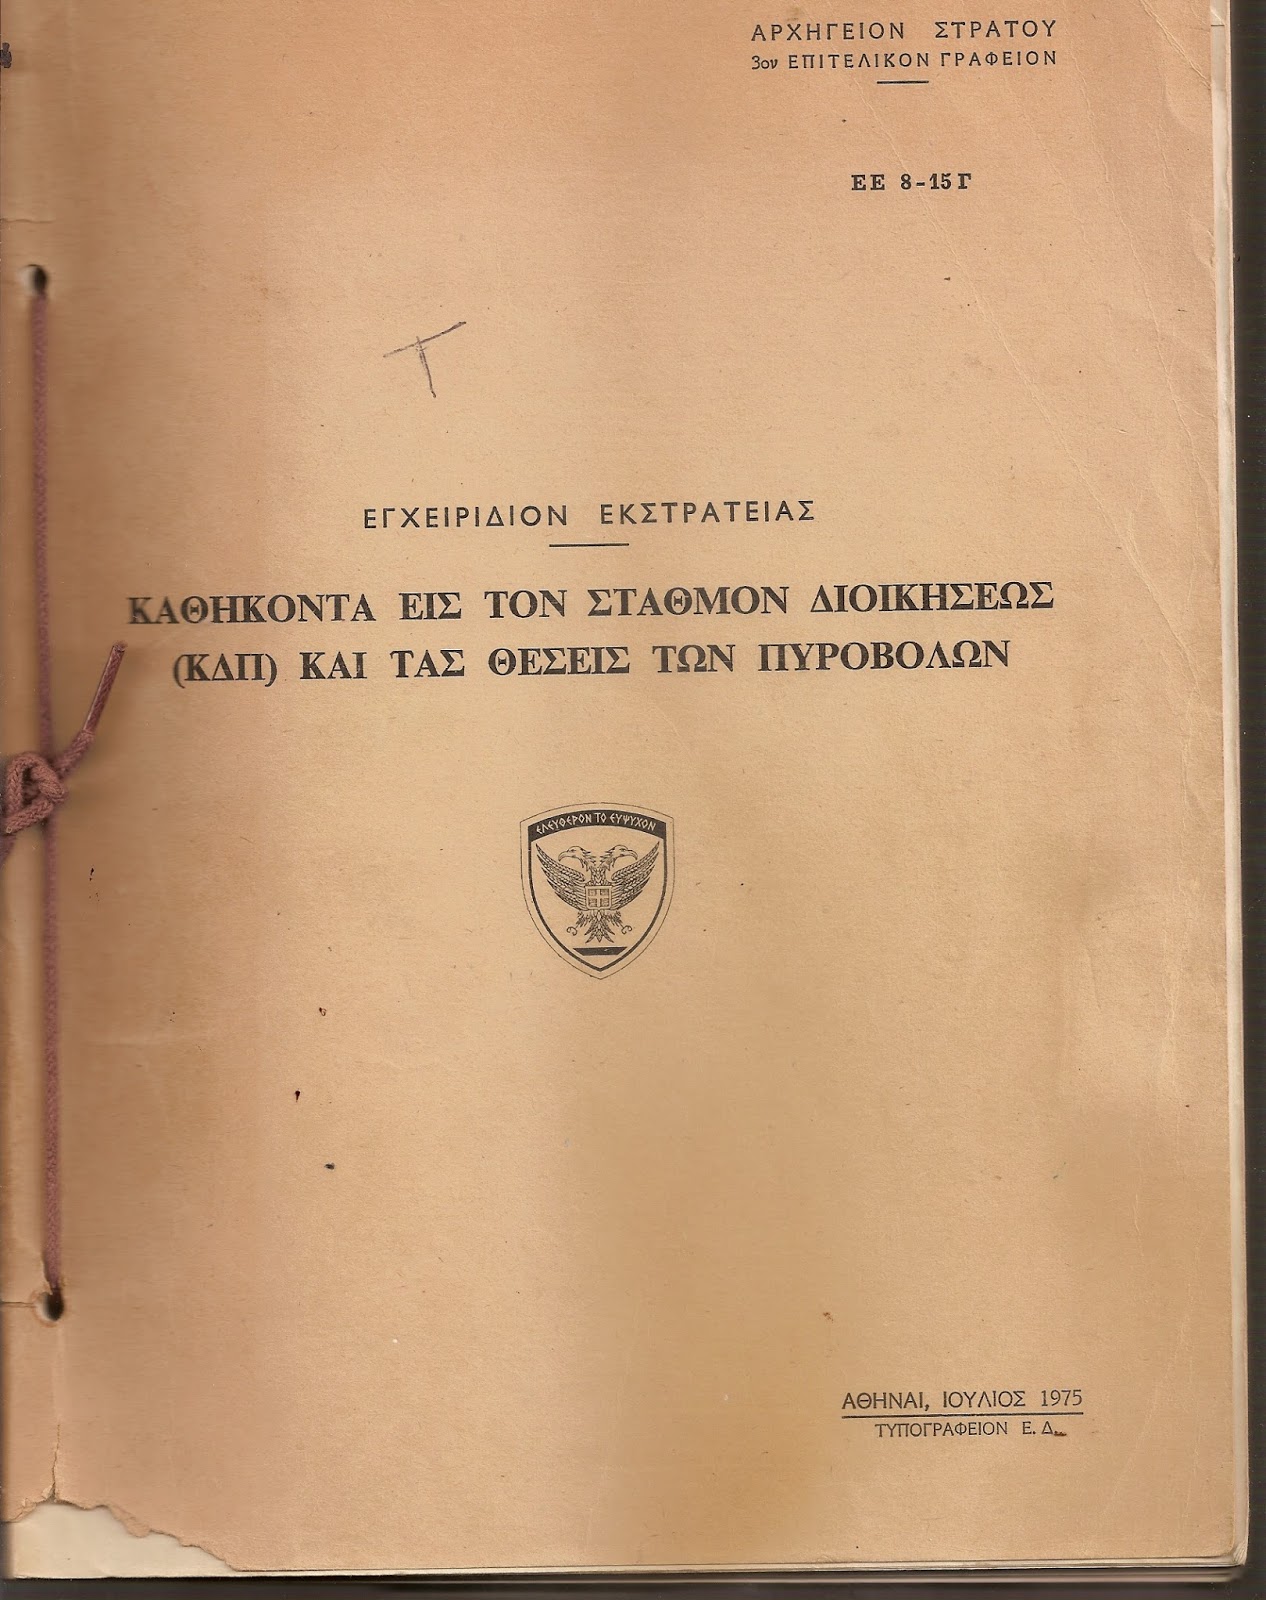 ΑΡΧΗΓΕΙΟΝ ΣΤΡΑΤΟΥ
3ον ΕΠΙΤΕΛΙΚΟΝ ΓΡΑΦΕΙΟΝ
ΕΕ 8-15Γ
Τ
ΕΓΧΕΙΡΙΔΙΟΝ ΕΚΣΤΡΑΤΕΙΑΣ
ΚΑΘΗΚΟΝΤΑ ΕΙΣ ΤΟΝ ΣΤΑΘΜΟΝ ΔΙΟΙΚΗΣΕΩΣ
(ΚΔΠ) ΚΑΙ ΤΑΣ ΘΕΣΕΙΣ ΤΩΝ ΠΥΡΟΒΟΛΩΝ
ΕΛΕΥΘΕΡΟΝ ΤΟ ΕΥΨΥΧΟΝ
ΑΘΗΝΑΙ, ΙΟΥΛΙΟΣ 1975
ΤΥΠΟΓΡΑΦΕΙΟΝ Ε. Δ.